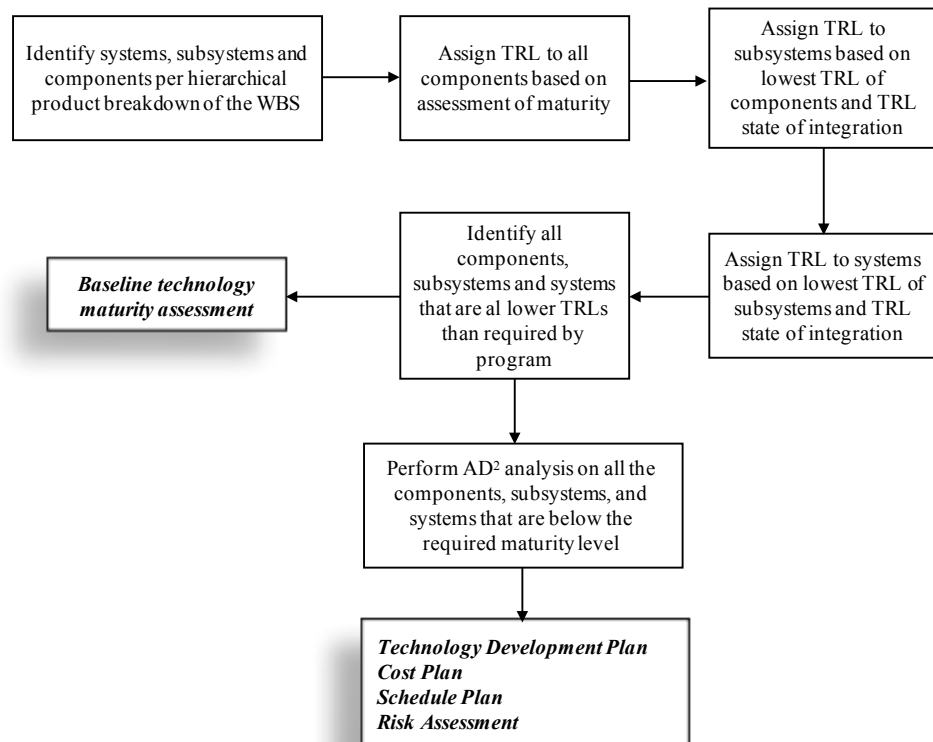 Identify systems, subsystems and
components per hierarchical
product breakdown of the WBS
Assign TRL to all
components based on
assessment of maturity
Assign TRL to
subsystems based on
lowest TRL of
components and TRL
state of integration
Assign TRL to systems
based on lowest TRL of
subsystems and TRL
state of integration
Identify all
components,
subsystems and systems
that are al lower TRLs
than required by
program
Baseline technology
maturity assessment
Perform AD² analysis on all the
components, subsystems, and
systems that are below the
required maturity level
Technology Development Plan
Cost Plan
Schedule Plan
Risk Assessment